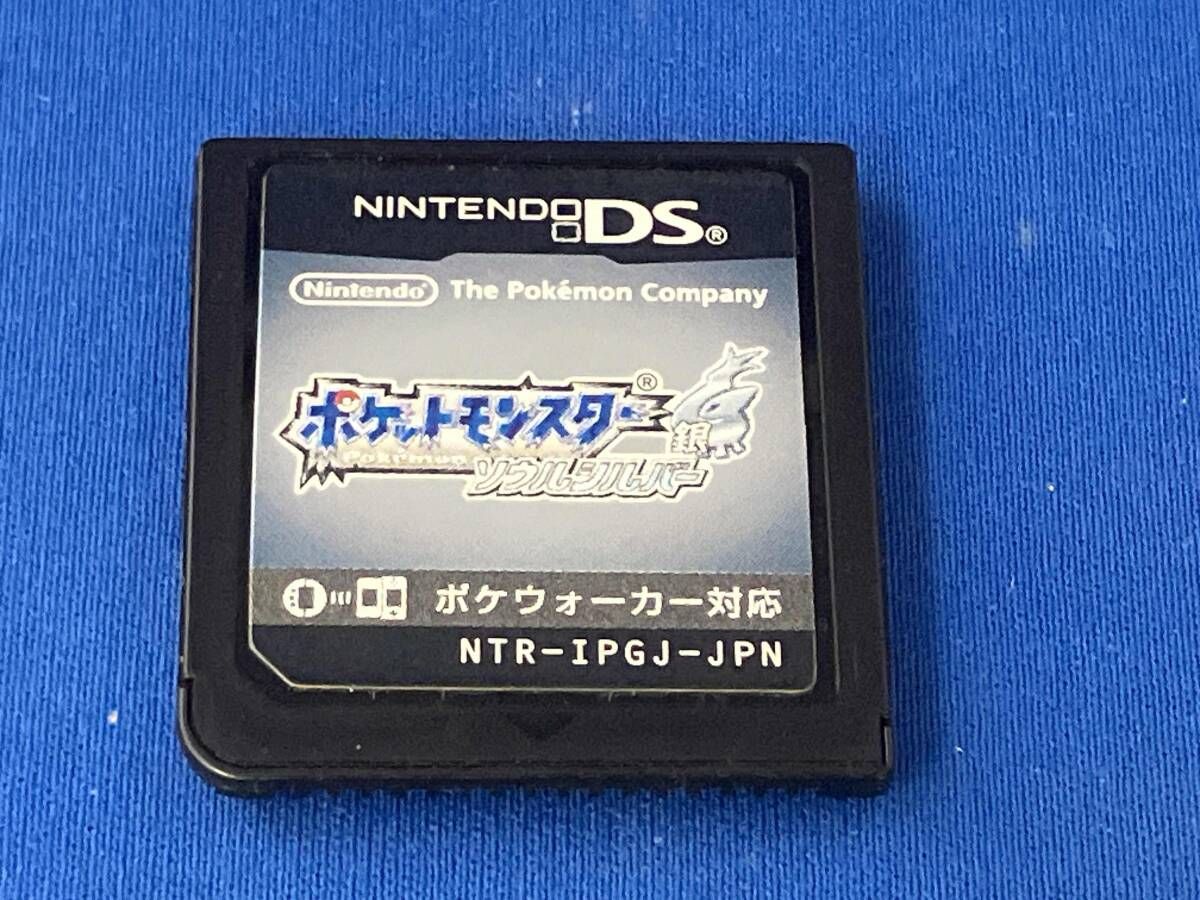 NINTENDO DS®
Nintendo® The Pokémon Company
ポケットモンスター®
POKÉMON
銀
ソウルシルバー
ポケウォーカー対応
NTR-IPGJ-JPN